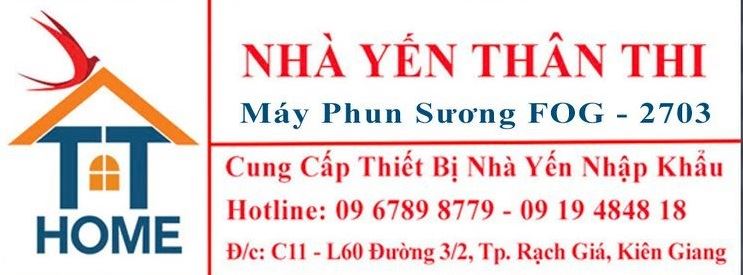 TT
HOME
NHÀ YẾN THÂN THI
Máy Phun Sương FOG - 2703
Cung Cấp Thiết Bị Nhà Yến Nhập Khẩu
Hotline: 09 6789 8779 - 09 19 4848 18
Đ/c: C11 - L60 Đường 3/2, Tp. Rạch Giá, Kiên Giang